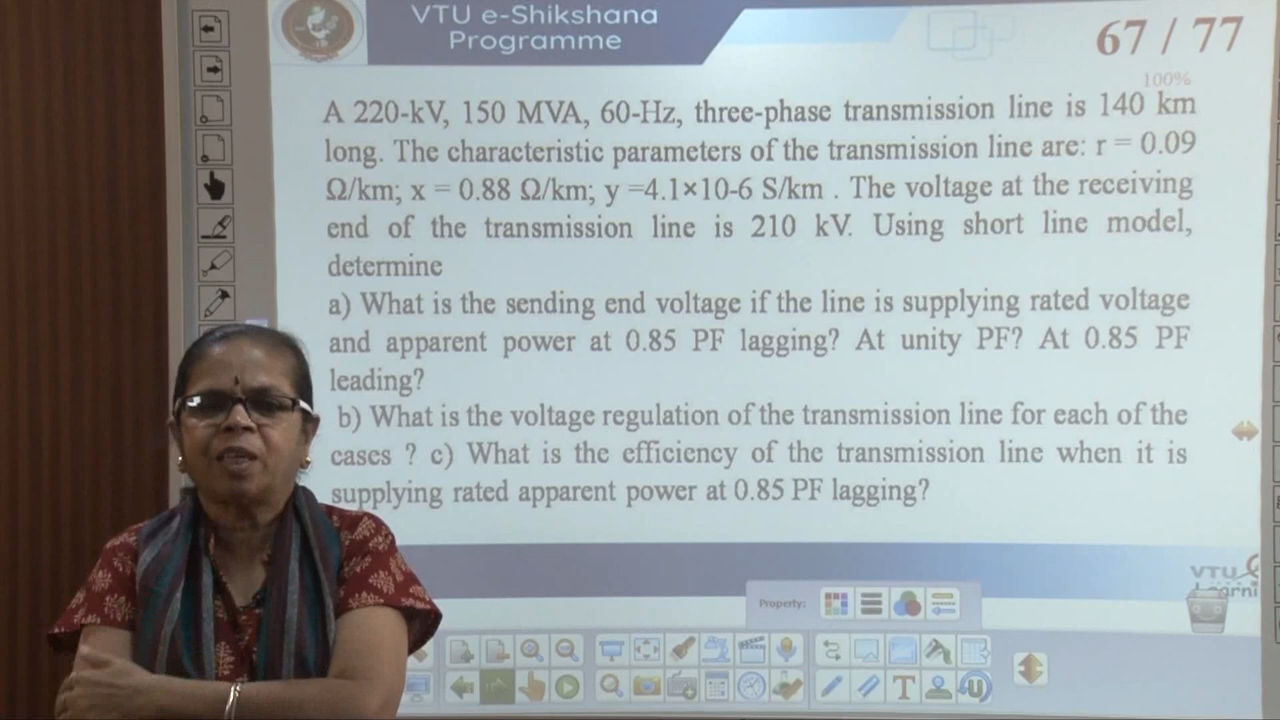 VTU e-Shikshana
Programme
67 / 77
100%
A 220-kV, 150 MVA, 60-Hz, three-phase transmission line is 140 km
long. The characteristic parameters of the transmission line are: r = 0.09
Ω/km; x = 0.88 Ω/km; y =4.1×10-6 S/km . The voltage at the receiving
end of the transmission line is 210 kV. Using short line model,
determine
a) What is the sending end voltage if the line is supplying rated voltage
and apparent power at 0.85 PF lagging? At unity PF? At 0.85 PF
leading?
b) What is the voltage regulation of the transmission line for each of the
cases ? c) What is the efficiency of the transmission line when it is
supplying rated apparent power at 0.85 PF lagging?
VTU
Learni
Property: